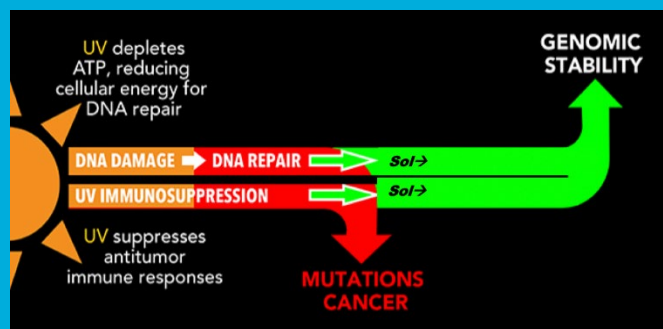 UV depletes
ATP, reducing
cellular energy for
DNA repair
GENOMIC
STABILITY
DNA DAMAGE DNA REPAIR Sol→
UV IMMUNOSUPPRESSION Sol→
UV suppresses
antitumor
immune responses
MUTATIONS
CANCER